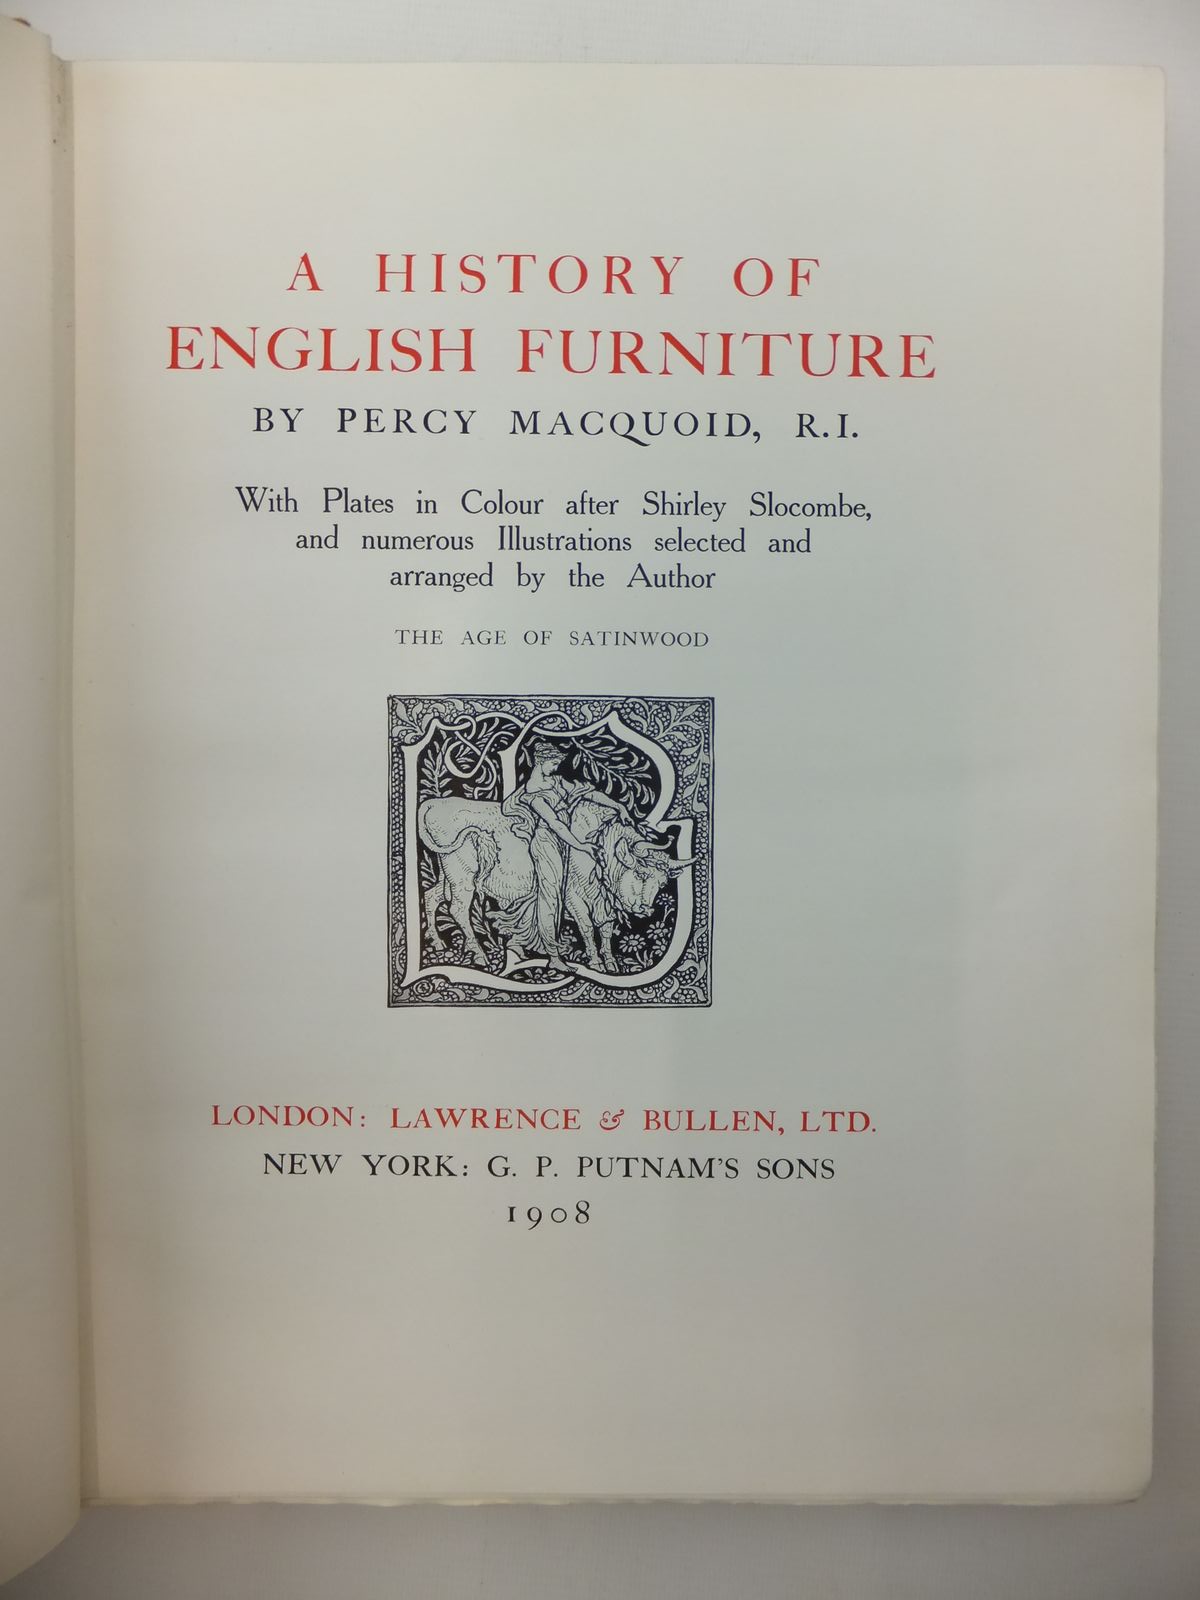 A HISTORY OF
ENGLISH FURNITURE
BY PERCY MACQUOID, R.I.
With Plates in Colour after Shirley Slocombe,
and numerous Illustrations selected and
arranged by the Author
THE AGE OF SATINWOOD
LONDON: LAWRENCE & BULLEN, LTD.
NEW YORK: G. P. PUTNAM'S SONS
1908